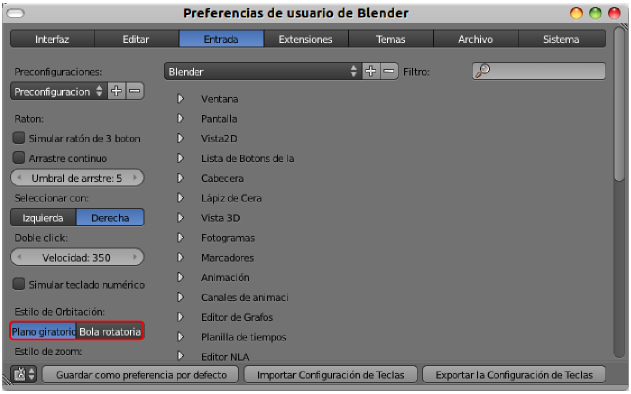 Preferencias de usuario de Blender
Interfaz Editar Entrada Extensiones Temas Archivo Sistema
Preconfiguraciones:
Preconfiguracion
Raton:
Simular ratón de 3 boton
Arrastre continuo
Umbral de arrstre: 5
Seleccionar con:
Izquierda Derecha
Doble click:
Velocidad: 350
Simular teclado numérico
Estilo de Orbitación:
Plano giratorio Bola rotatoria
Estilo de zoom:
Blender Filtro:
Ventana
Pantalla
Vista2D
Lista de Botons de la
Cabecera
Lápiz de Cera
Vista 3D
Fotogramas
Marcadores
Animación
Canales de animaci
Editor de Grafos
Planilla de tiempos
Editor NLA
Guardar como preferencia por defecto Importar Configuración de Teclas Exportar la Configuración de Teclas